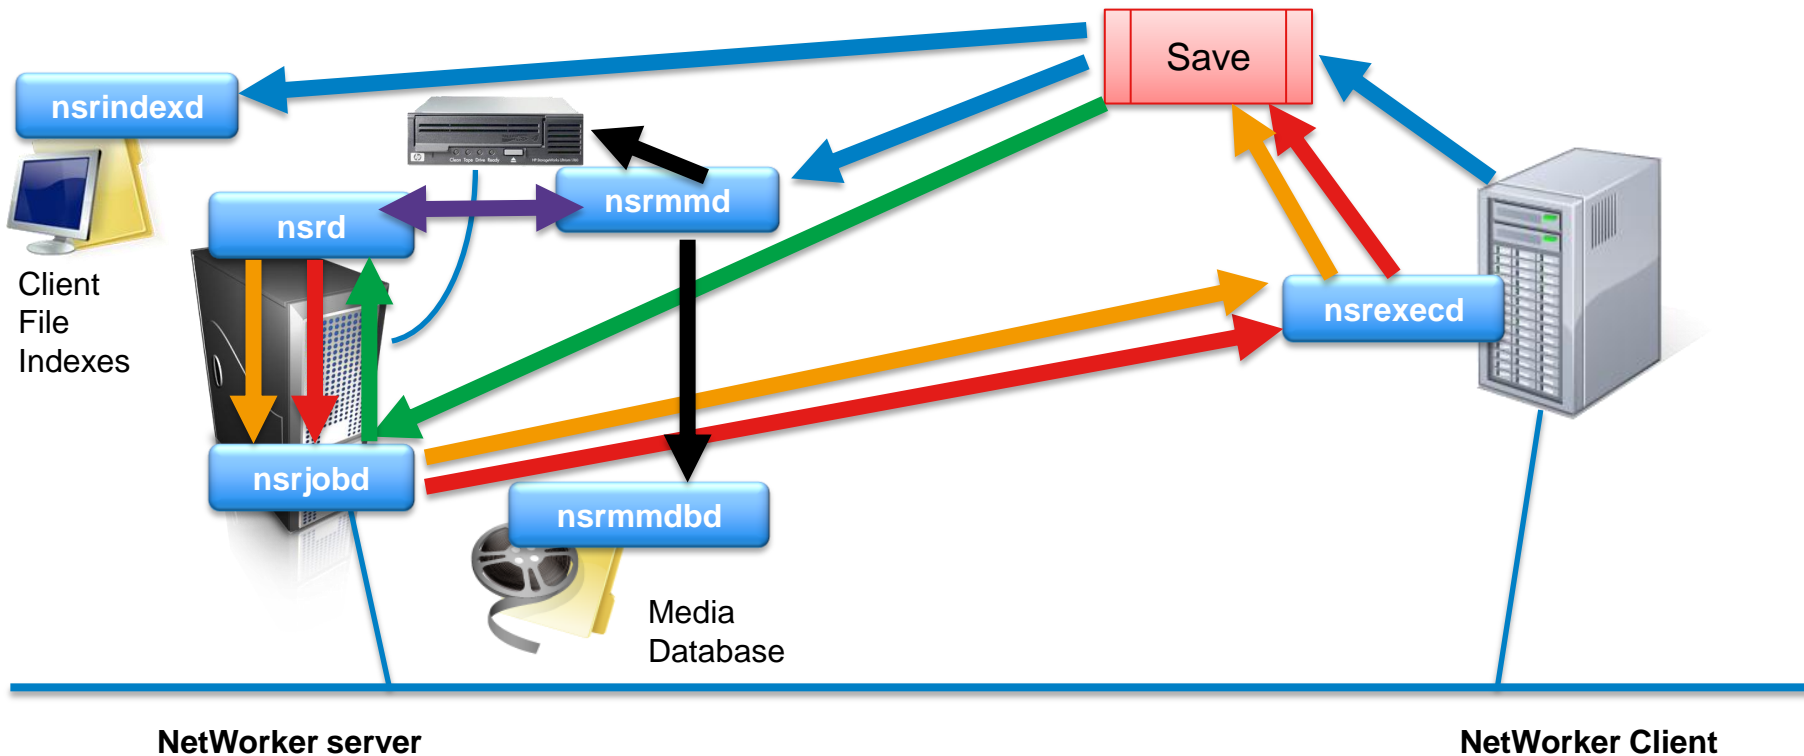 Save
nsrindexd
nsrmmd
nsrd
Client
File
Indexes
nsrexecd
nsrjobd
nsrmmdbd
Media
Database
NetWorker server
NetWorker Client